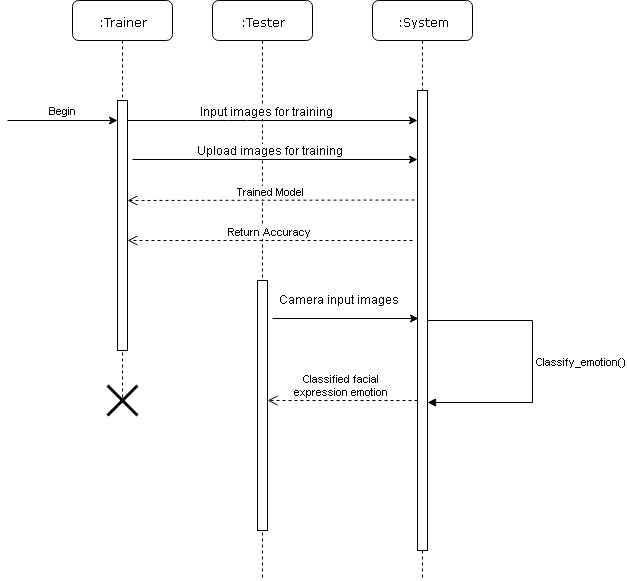 :Trainer
:Tester
:System
Begin
Input images for training
Upload images for training
Trained Model
Return Accuracy
Camera input images
Classify_emotion()
Classified facial
expression emotion